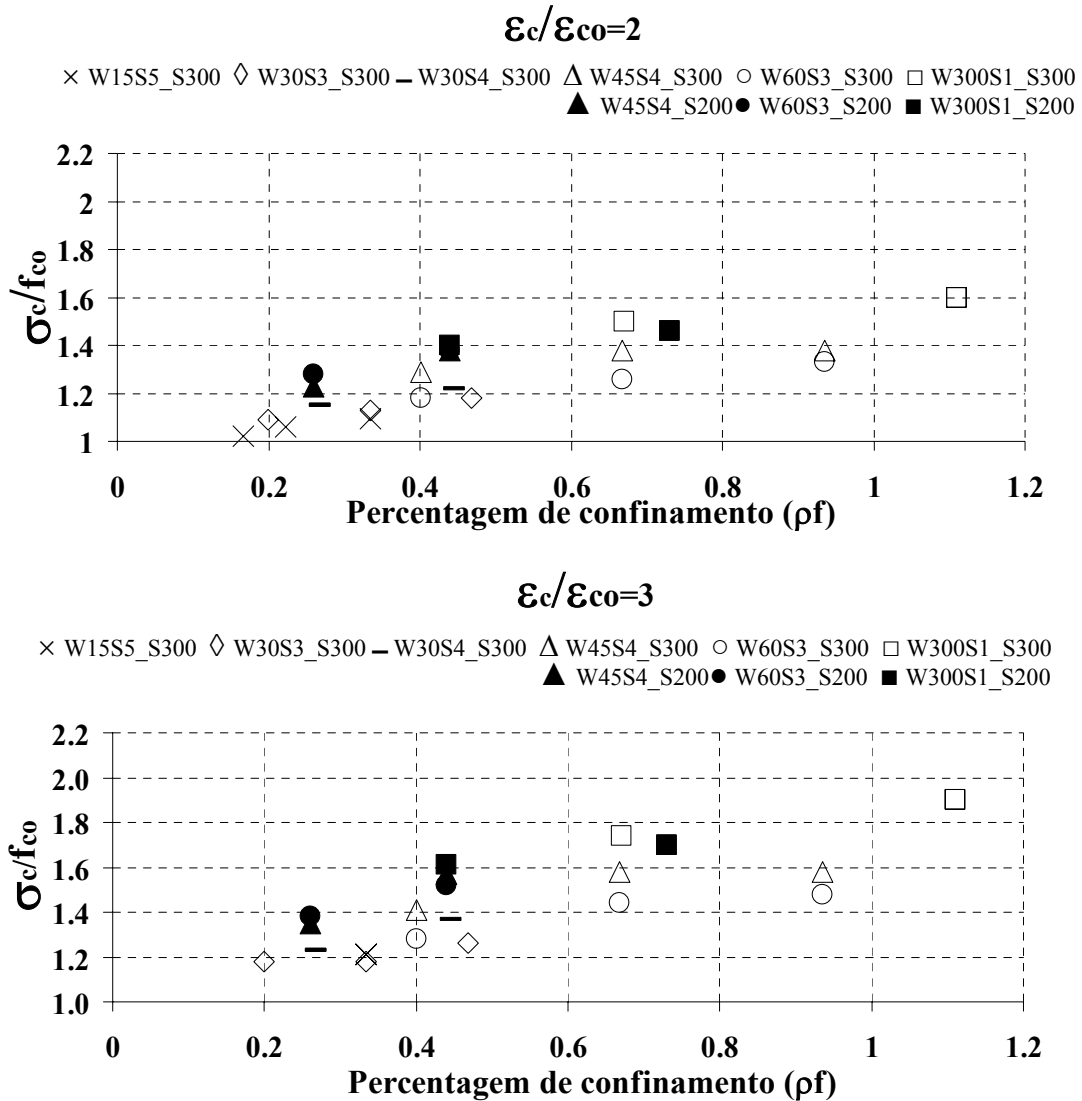 εc/εco=2
× W15S5_S300 ◇ W30S3_S300 – W30S4_S300 △ W45S4_S300 ○ W60S3_S300 □ W300S1_S300
▲ W45S4_S200 ● W60S3_S200 ■ W300S1_S200
2.2
2
1.8
1.6
1.4
1.2
1
σc/fco
0 0.2 0.4 0.6 0.8 1 1.2
Percentagem de confinamento (ρf)
εc/εco=3
× W15S5_S300 ◇ W30S3_S300 – W30S4_S300 △ W45S4_S300 ○ W60S3_S300 □ W300S1_S300
▲ W45S4_S200 ● W60S3_S200 ■ W300S1_S200
2.2
2.0
1.8
1.6
1.4
1.2
1.0
σc/fco
0 0.2 0.4 0.6 0.8 1 1.2
Percentagem de confinamento (ρf)